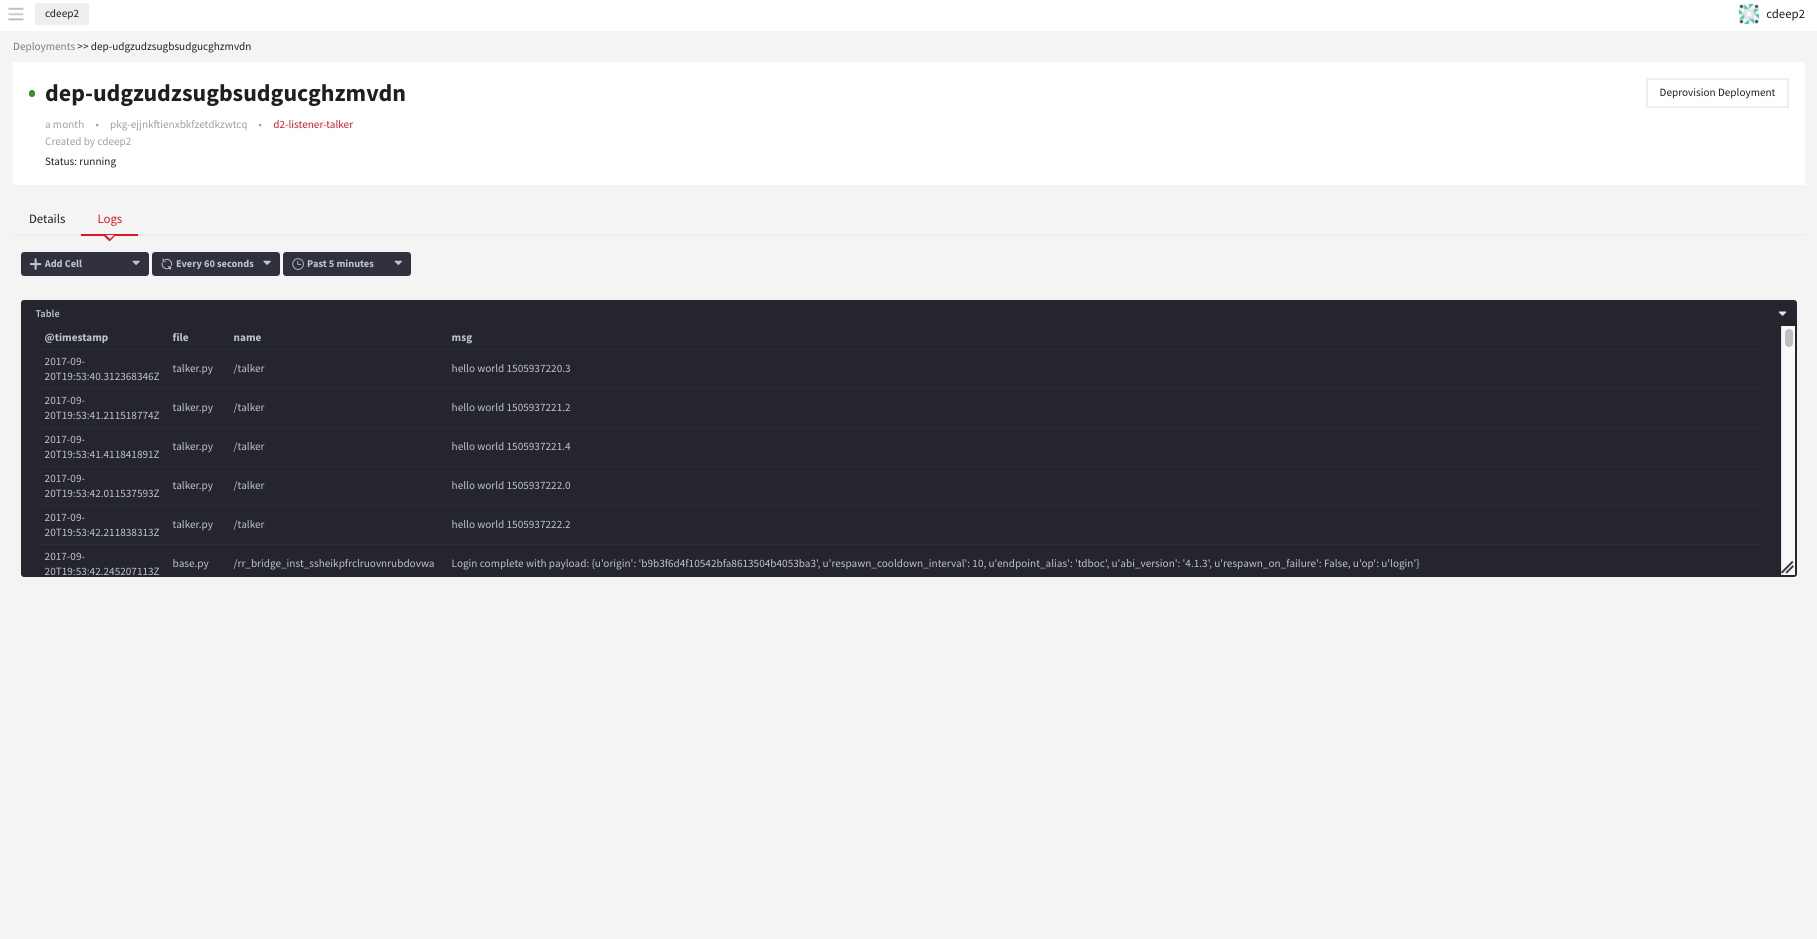 cdeep2
cdeep2
Deployments >> dep-udgzudzsugbsudgucghzmvdn
dep-udgzudzsugbsudgucghzmvdn
Deprovision Deployment
a month • pkg-ejjnkftienxbkfzetdkzwtcq • d2-listener-talker
Created by cdeep2
Status: running
Details Logs
Add Cell Every 60 seconds Past 5 minutes
Table
@timestamp file name msg
2017-09-
20T19:53:40.312368346Z talker.py /talker hello world 1505937220.3
2017-09-
20T19:53:41.211518774Z talker.py /talker hello world 1505937221.2
2017-09-
20T19:53:41.411841891Z talker.py /talker hello world 1505937221.4
2017-09-
20T19:53:42.011537593Z talker.py /talker hello world 1505937222.0
2017-09-
20T19:53:42.211838313Z talker.py /talker hello world 1505937222.2
2017-09-
20T19:53:42.245207113Z base.py /rr_bridge_inst_ssheikpfrclruovnrubdovwa Login complete with payload: {u'origin': 'b9b3f6d4f10542bfa8613504b4053ba3', u'respawn_cooldown_interval': 10, u'endpoint_alias': 'tdboc', u'abi_version': '4.1.3', u'respawn_on_failure': False, u'op': u'login'}